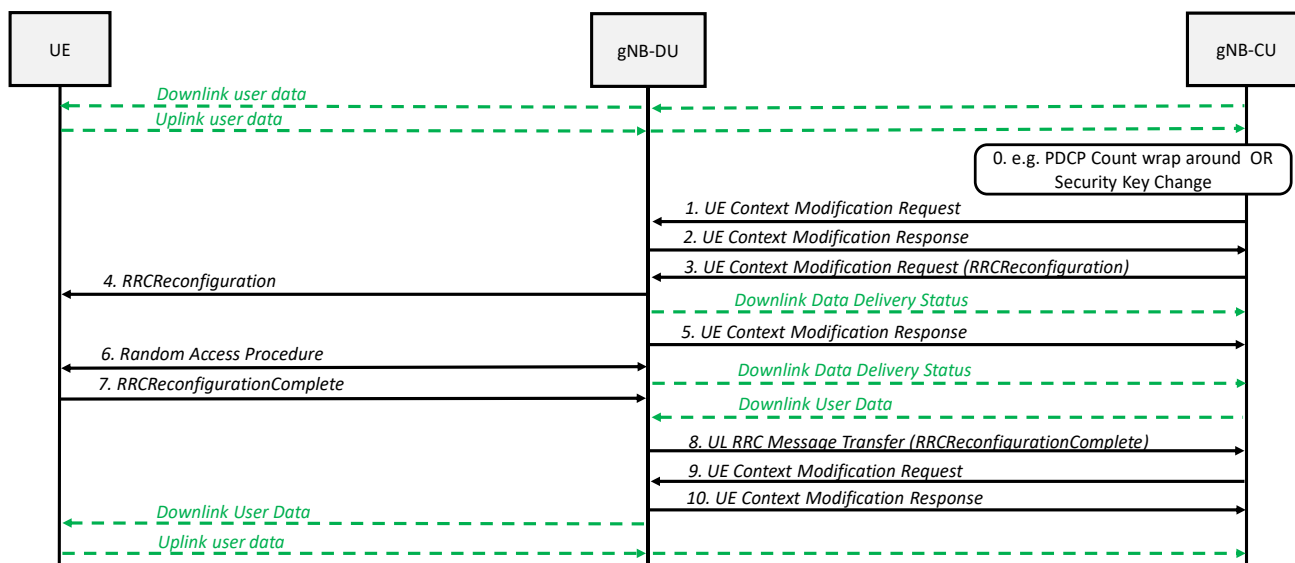 UE
gNB-DU
gNB-CU
Downlink user data
Uplink user data
0. e.g. PDCP Count wrap around OR
Security Key Change
1. UE Context Modification Request
2. UE Context Modification Response
3. UE Context Modification Request (RRCReconfiguration)
4. RRCReconfiguration
Downlink Data Delivery Status
5. UE Context Modification Response
6. Random Access Procedure
Downlink Data Delivery Status
7. RRCReconfigurationComplete
Downlink User Data
8. UL RRC Message Transfer (RRCReconfigurationComplete)
9. UE Context Modification Request
10. UE Context Modification Response
Downlink User Data
Uplink user data